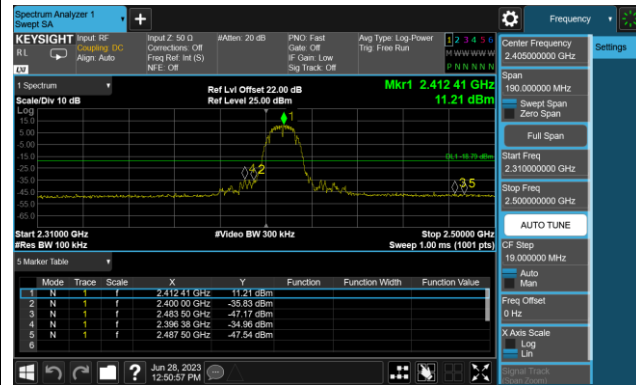 Spectrum Analyzer 1
Swept SA
Frequency
KEYSIGHT
Input: RF
Input Z: 50 Ω
#Atten: 20 dB
PNO: Fast
Avg Type: Log-Power
1 2 3 4 5 6
RL
Coupling: DC
Corrections: Off
Gate: Off
Trig: Free Run
M W W W W W
Align: Auto
Freq Ref: Int (S)
IF Gain: Low
P N N N N N
NFE: Off
Sig Track: Off
LXI
Center Frequency
2.405000000 GHz
Settings
Span
190.000000 MHz
Swept Span
Zero Span
Full Span
Start Freq
2.310000000 GHz
Stop Freq
2.500000000 GHz
AUTO TUNE
CF Step
19.000000 MHz
Auto
Man
Freq Offset
0 Hz
X Axis Scale
Log
Lin
Signal Track
(Span Zoom)
1 Spectrum
Ref Lvl Offset 22.00 dB
Mkr1 2.412 41 GHz
Scale/Div 10 dB
Ref Level 25.00 dBm
11.21 dBm
Log
15.0
5.00
-5.00
-15.0
-25.0
-35.0
-45.0
-55.0
-65.0
1
DL1 -18.79 dBm
4 2
3 5
Start 2.31000 GHz
#Video BW 300 kHz
Stop 2.50000 GHz
#Res BW 100 kHz
Sweep 1.00 ms (1001 pts)
5 Marker Table
Mode Trace Scale X Y Function Function Width Function Value
1 N 1 f 2.412 41 GHz 11.21 dBm
2 N 1 f 2.400 00 GHz -35.83 dBm
3 N 1 f 2.483 50 GHz -47.17 dBm
4 N 1 f 2.396 38 GHz -34.96 dBm
5 N 1 f 2.487 50 GHz -47.54 dBm
6
?
Jun 28, 2023
12:50:57 PM